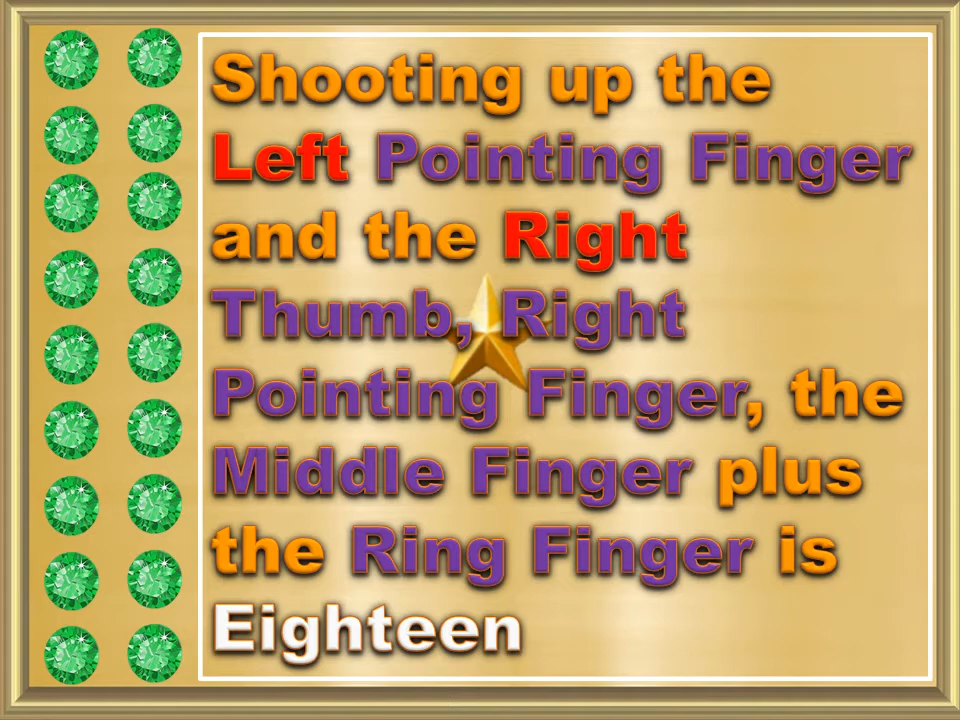 Shooting up the
Left Pointing Finger
and the Right
Thumb, Right
Pointing Finger, the
Middle Finger plus
the Ring Finger is
Eighteen